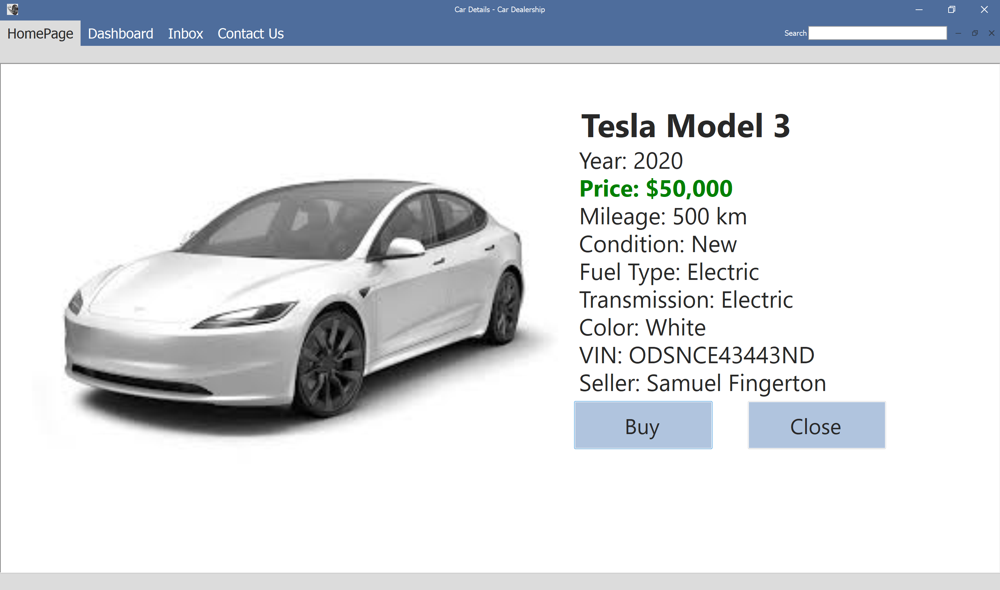 Car Details - Car Dealership
HomePage Dashboard Inbox Contact Us Search
Tesla Model 3
Year: 2020
Price: $50,000
Mileage: 500 km
Condition: New
Fuel Type: Electric
Transmission: Electric
Color: White
VIN: ODSNCE43443ND
Seller: Samuel Fingerton
Buy Close